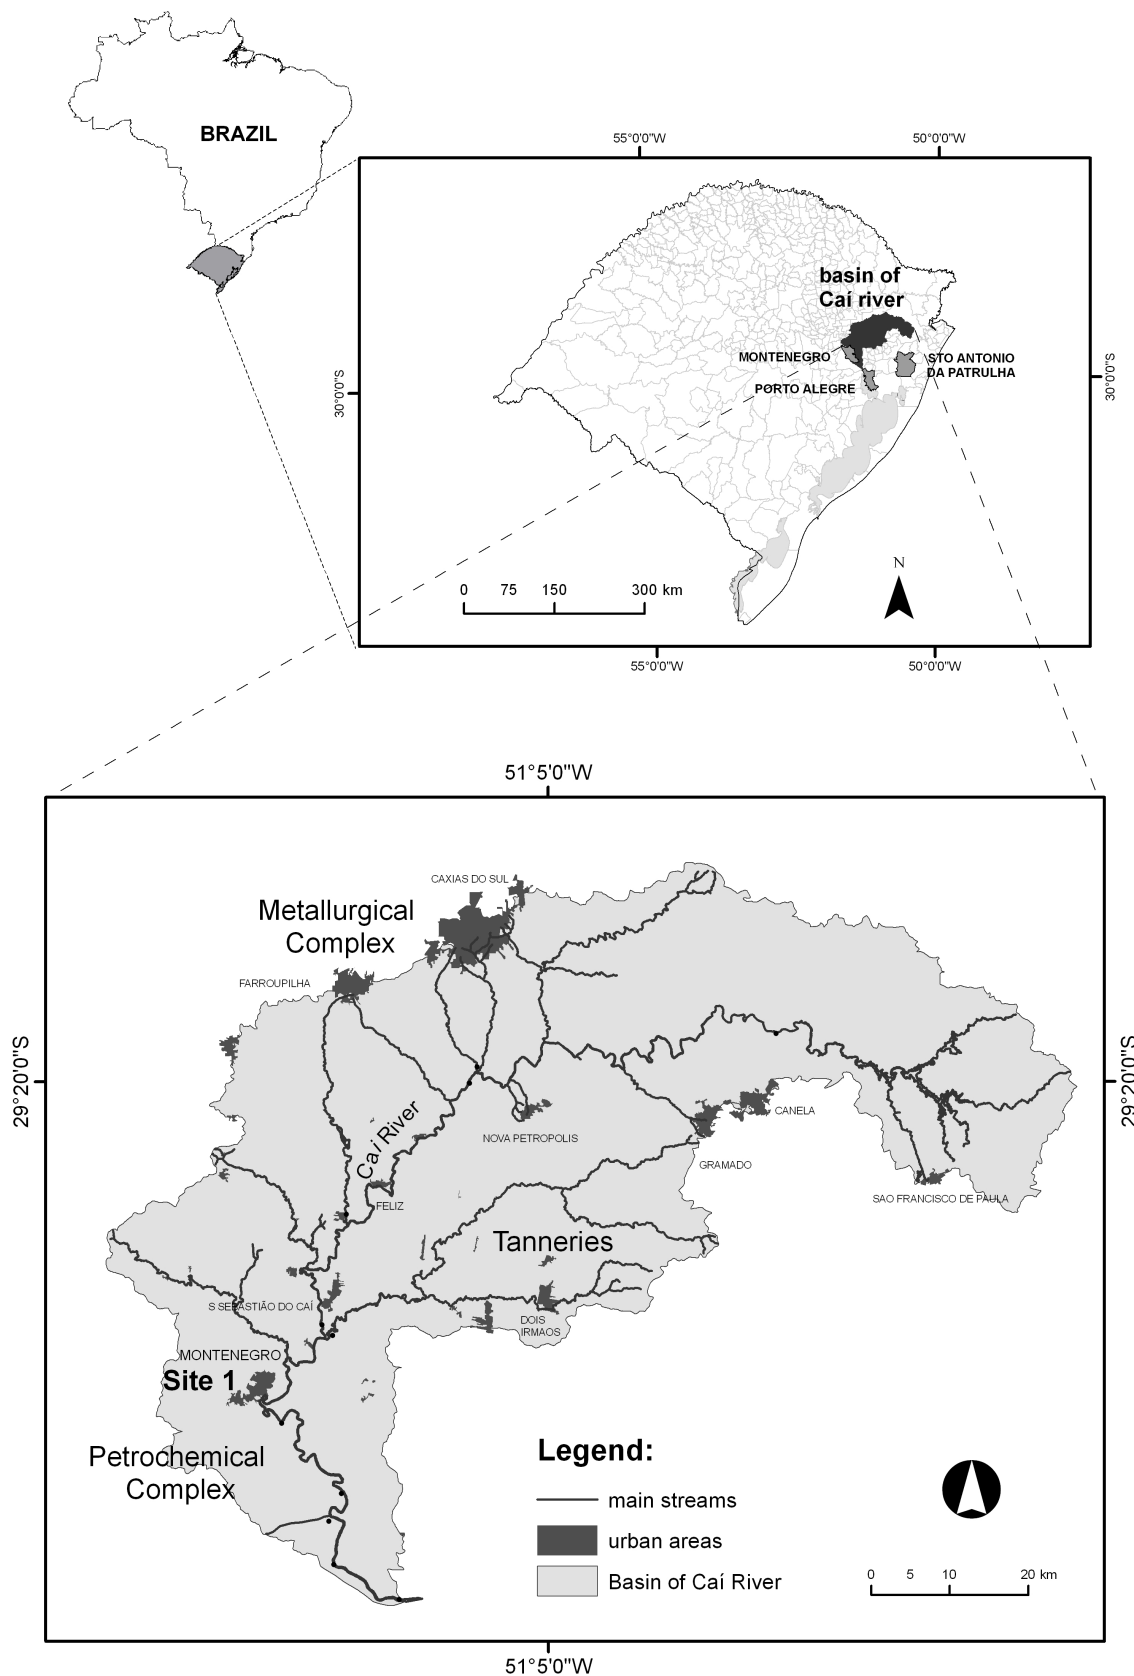 BRAZIL
55°0'0"W
50°0'0"W
basin of
Caí river
MONTENEGRO
STO ANTONIO
DA PATRULHA
PORTO ALEGRE
30°0'0"S
30°0'0"S
N
0 75 150 300 km
55°0'0"W
50°0'0"W
51°5'0"W
CAXIAS DO SUL
Metallurgical
Complex
FARROUPILHA
29°20'0"S
29°20'0"S
Caí River
CANELA
NOVA PETROPOLIS
GRAMADO
SAO FRANCISCO DE PAULA
FELIZ
Tanneries
S SEBASTIÃO DO CAÍ
DOIS
IRMAOS
MONTENEGRO
Site 1
Petrochemical
Complex
Legend:
main streams
urban areas
Basin of Caí River
0 5 10 20 km
51°5'0"W